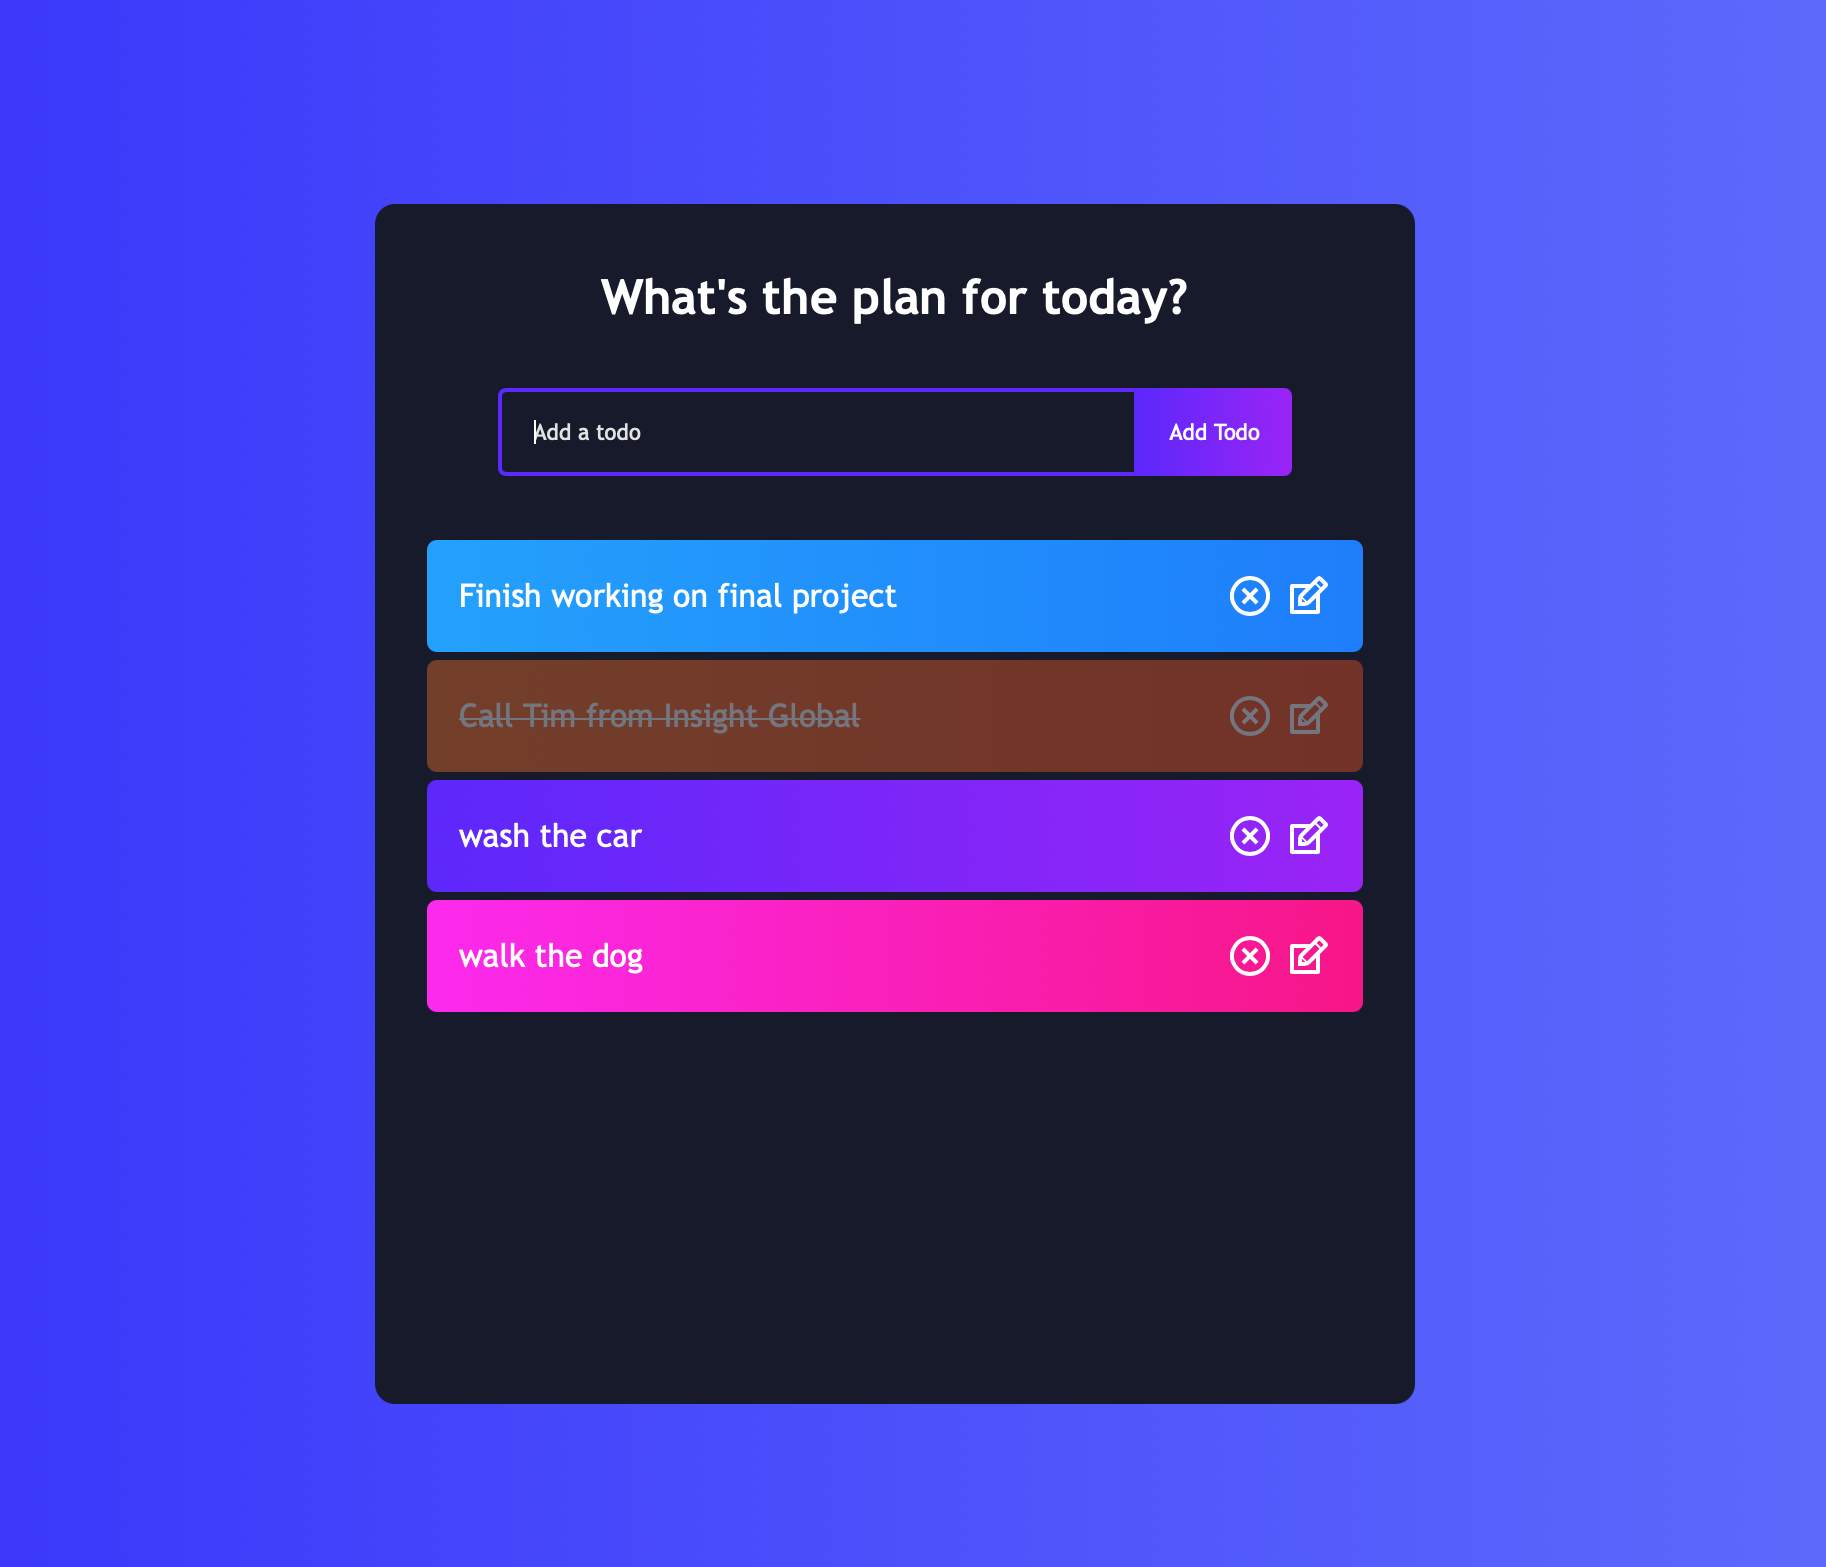 What's the plan for today?
Add a todo
Add Todo
Finish working on final project
Call Tim from Insight Global
wash the car
walk the dog